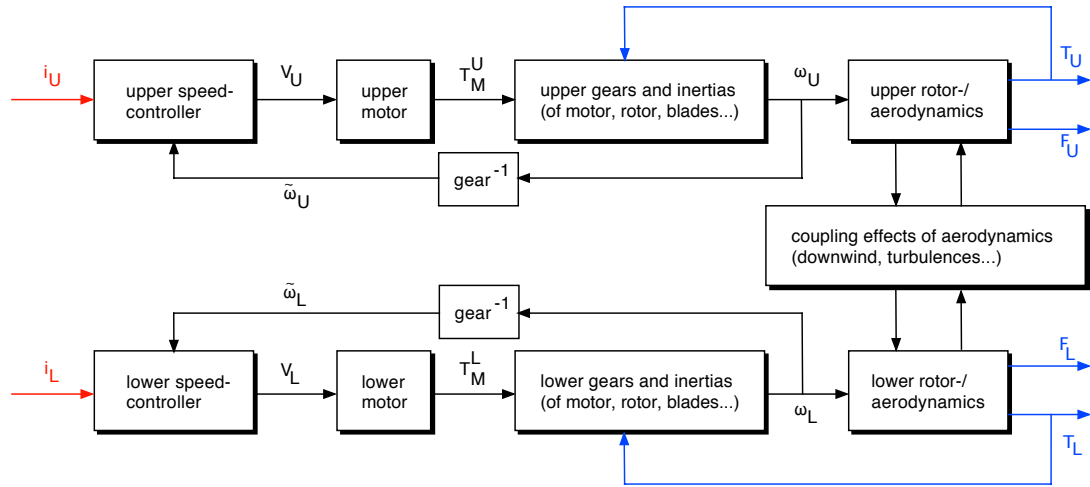 i_U
upper speed-
controller
V_U
upper
motor
T_M^U
upper gears and inertias
(of motor, rotor, blades...)
ω_U
upper rotor-/
aerodynamics
T_U
F_U
ω̃_U
gear^-1
coupling effects of aerodynamics
(downwind, turbulences...)
ω̃_L
gear^-1
i_L
lower speed-
controller
V_L
lower
motor
T_M^L
lower gears and inertias
(of motor, rotor, blades...)
ω_L
lower rotor-/
aerodynamics
F_L
T_L